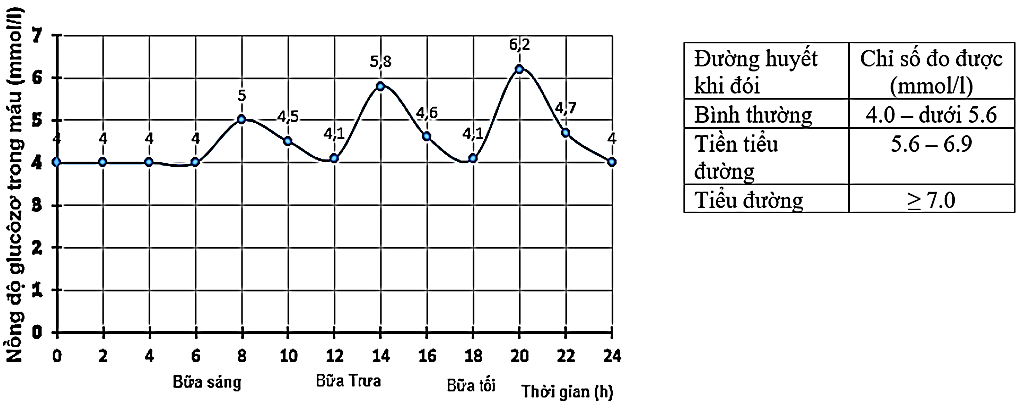 Nồng độ glucôzơ trong máu (mmol/l)
7
6
5
4
3
2
1
0
4
4
4
4
5
4,5
4,1
5,8
4,6
4,1
6,2
4,7
4
0 2 4 6 8 10 12 14 16 18 20 22 24
Bữa sáng Bữa Trưa Bữa tối Thời gian (h)
Đường huyết Chỉ số đo được
khi đói (mmol/l)
Bình thường 4.0 – dưới 5.6
Tiền tiểu 5.6 – 6.9
đường
Tiểu đường ≥ 7.0